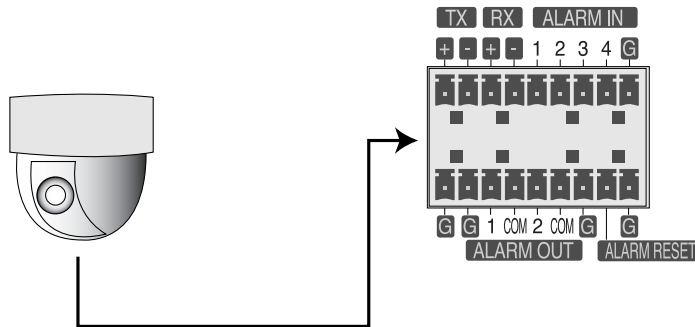 TX RX ALARM IN
+ - + - 1 2 3 4 G
G G 1 COM 2 COM G G
ALARM OUT ALARM RESET